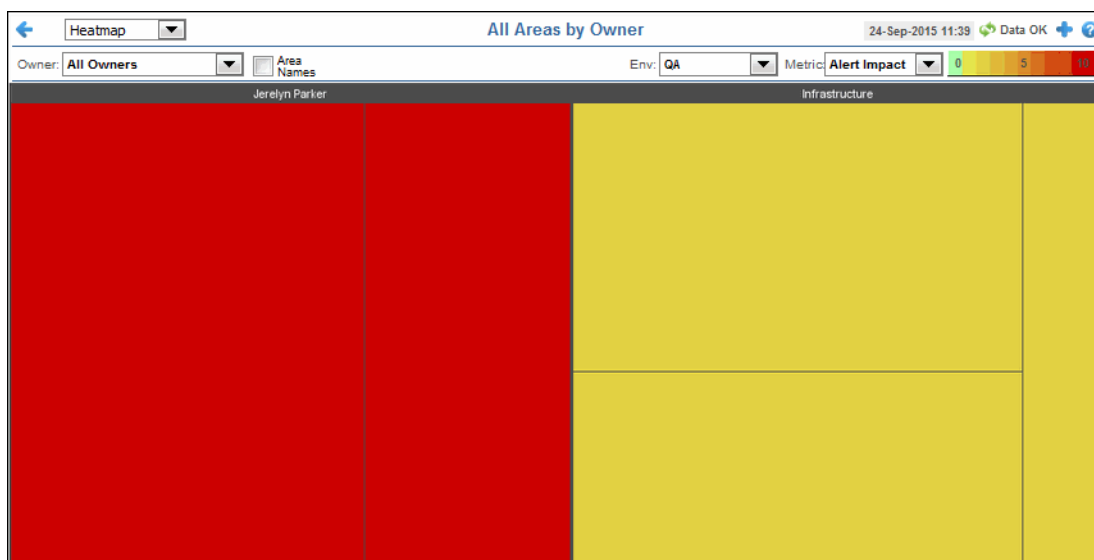 Heatmap
All Areas by Owner
24-Sep-2015 11:39 Data OK
Owner: All Owners
Area
Names
Env: QA
Metric: Alert Impact
0 5 10
Jerelyn Parker
Infrastructure